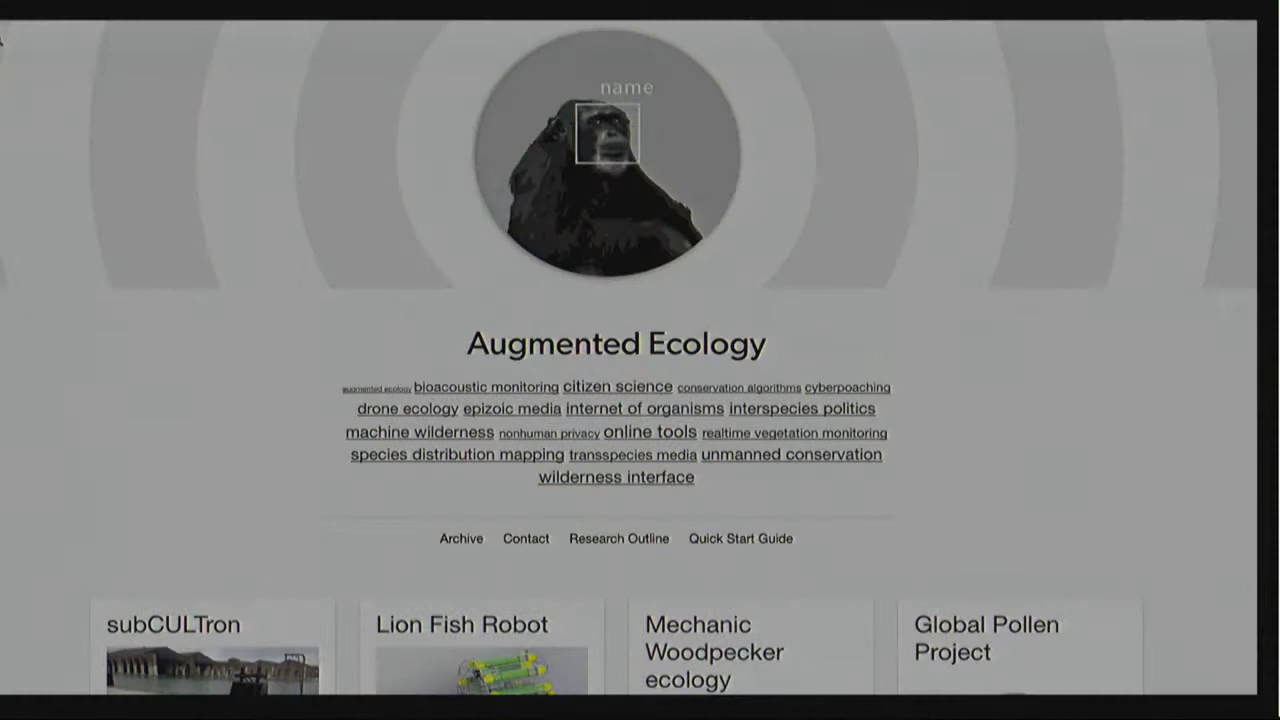 name
Augmented Ecology
augmented ecology bioacoustic monitoring citizen science conservation algorithms cyberpoaching
drone ecology epizoic media internet of organisms interspecies politics
machine wilderness nonhuman privacy online tools realtime vegetation monitoring
species distribution mapping transspecies media unmanned conservation
wilderness interface
Archive Contact Research Outline Quick Start Guide
subCULTron
Lion Fish Robot
Mechanic
Woodpecker
ecology
Global Pollen
Project